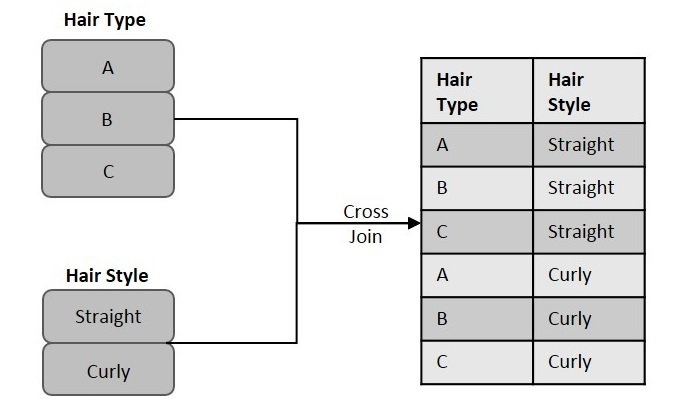 Hair Type
A
B
C
Hair Style
Straight
Curly
Cross
Join
Hair
Type
Hair
Style
A Straight
B Straight
C Straight
A Curly
B Curly
C Curly